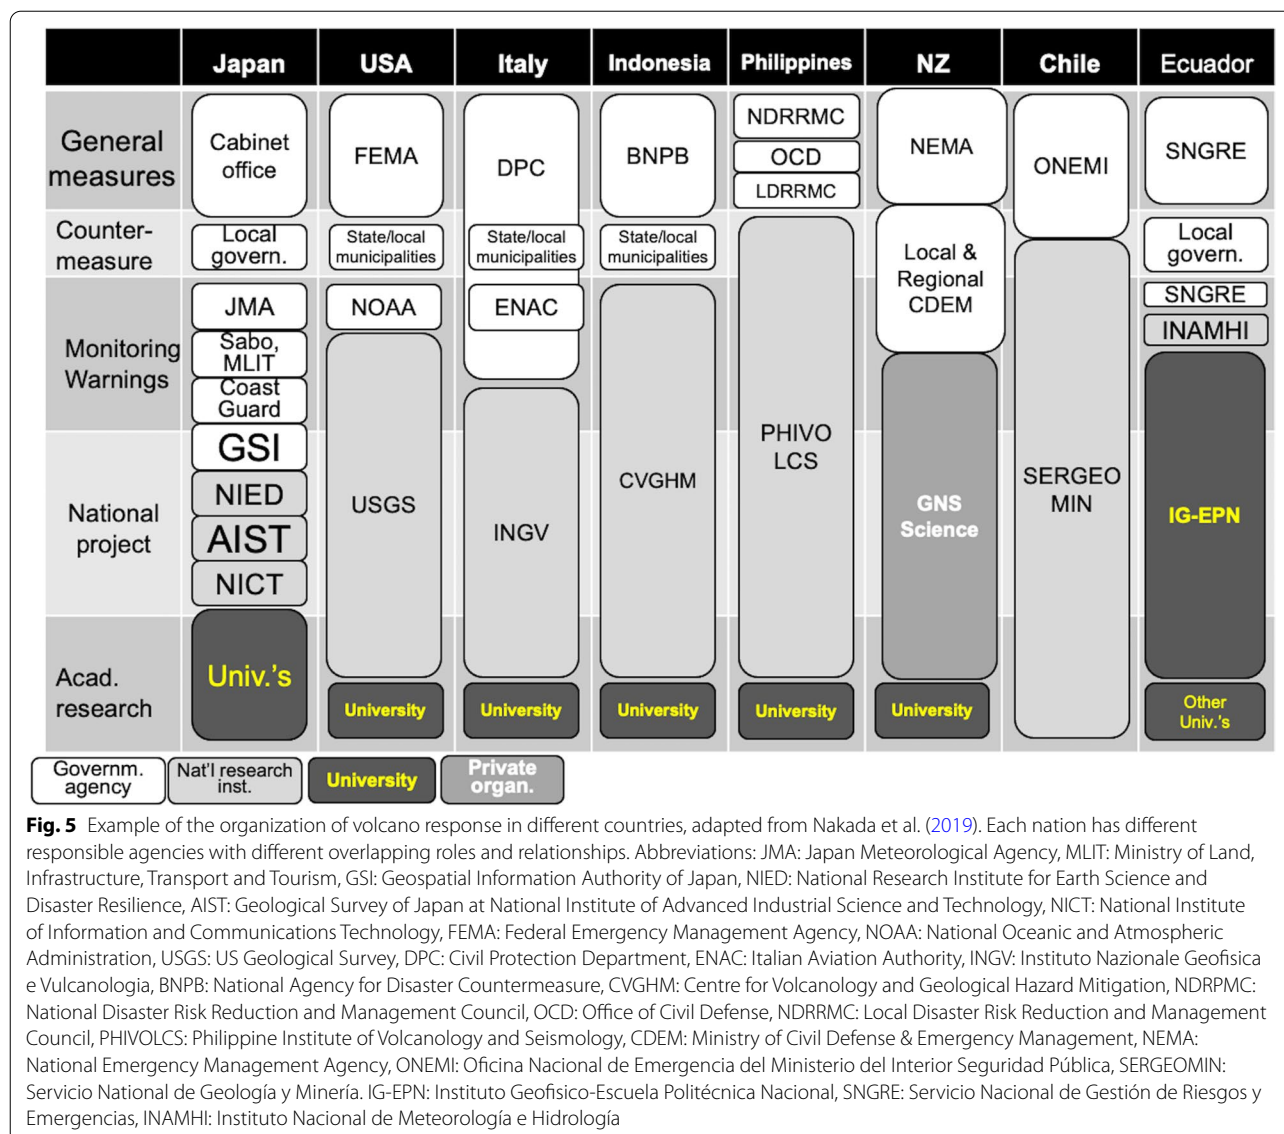 Japan USA Italy Indonesia Philippines NZ Chile Ecuador
General
measures
Cabinet
office
FEMA
DPC
BNPB
NDRRMC
OCD
LDRRMC
NEMA
ONEMI
SNGRE
Counter-
measure
Local
govern.
State/local
municipalities
State/local
municipalities
State/local
municipalities
Local &
Regional
CDEM
Local
govern.
Monitoring
Warnings
JMA
Sabo,
MLIT
Coast
Guard
NOAA
ENAC
SNGRE
INAMHI
National
project
GSI
NIED
AIST
NICT
USGS
INGV
CVGHM
PHIVO
LCS
GNS
Science
SERGEO
MIN
IG-EPN
Acad.
research
Univ.'s
University
University
University
University
University
Other
Univ.'s
Governm.
agency
Nat'l research
inst.
University
Private
organ.
Fig. 5 Example of the organization of volcano response in different countries, adapted from Nakada et al. (2019). Each nation has different
responsible agencies with different overlapping roles and relationships. Abbreviations: JMA: Japan Meteorological Agency, MLIT: Ministry of Land,
Infrastructure, Transport and Tourism, GSI: Geospatial Information Authority of Japan, NIED: National Research Institute for Earth Science and
Disaster Resilience, AIST: Geological Survey of Japan at National Institute of Advanced Industrial Science and Technology, NICT: National Institute
of Information and Communications Technology, FEMA: Federal Emergency Management Agency, NOAA: National Oceanic and Atmospheric
Administration, USGS: US Geological Survey, DPC: Civil Protection Department, ENAC: Italian Aviation Authority, INGV: Instituto Nazionale Geofisica
e Vulcanologia, BNPB: National Agency for Disaster Countermeasure, CVGHM: Centre for Volcanology and Geological Hazard Mitigation, NDRPMC:
National Disaster Risk Reduction and Management Council, OCD: Office of Civil Defense, NDRRMC: Local Disaster Risk Reduction and Management
Council, PHIVOLCS: Philippine Institute of Volcanology and Seismology, CDEM: Ministry of Civil Defense & Emergency Management, NEMA:
National Emergency Management Agency, ONEMI: Oficina Nacional de Emergencia del Ministerio del Interior Seguridad Pública, SERGEOMIN:
Servicio National de Geología y Minería. IG-EPN: Instituto Geofisico-Escuela Politécnica Nacional, SNGRE: Servicio Nacional de Gestión de Riesgos y
Emergencias, INAMHI: Instituto Nacional de Meteorología e Hidrología